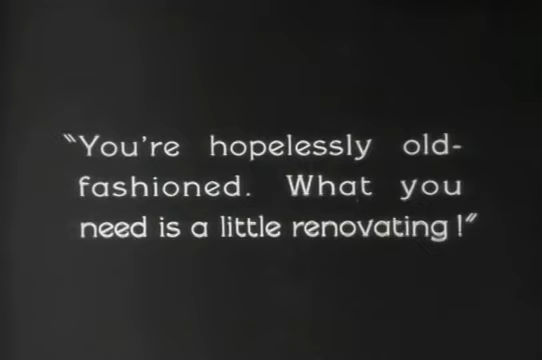 "You're hopelessly old-
fashioned. What you
need is a little renovating!"